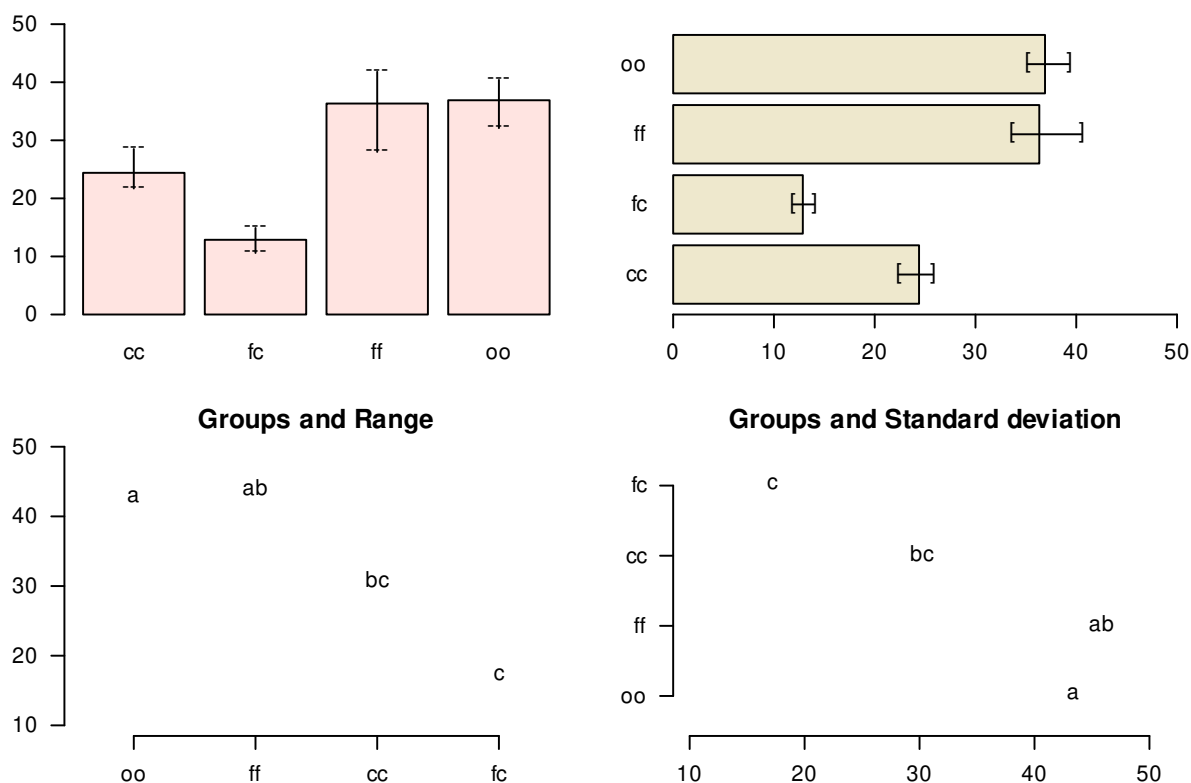 50
40
30
20
10
0
cc fc ff oo
oo
ff
fc
cc
0 10 20 30 40 50
Groups and Range
50
40
30
20
10
a
ab
bc
c
oo ff cc fc
Groups and Standard deviation
fc
cc
ff
oo
c
bc
ab
a
10 20 30 40 50